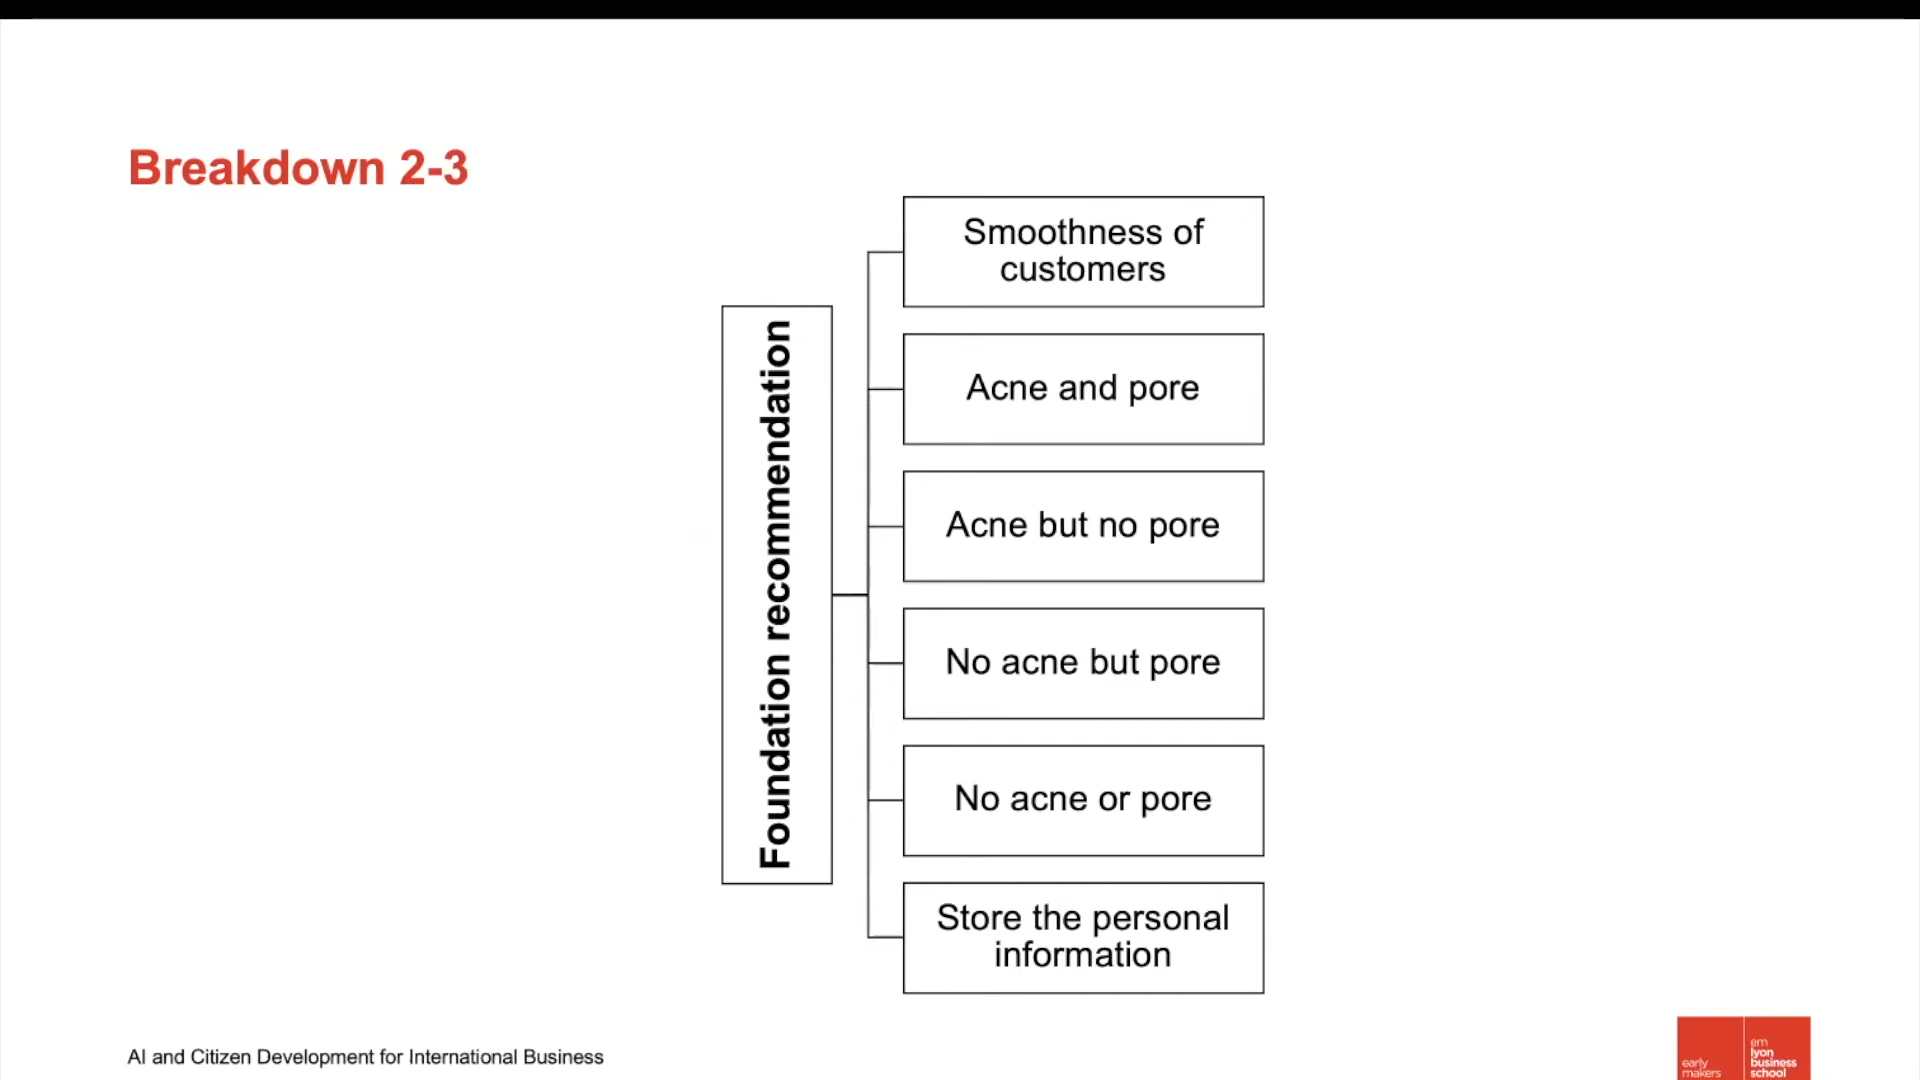 Breakdown 2-3
Foundation recommendation
Smoothness of
customers
Acne and pore
Acne but no pore
No acne but pore
No acne or pore
Store the personal
information
AI and Citizen Development for International Business
early
makers
em
lyon
business
school